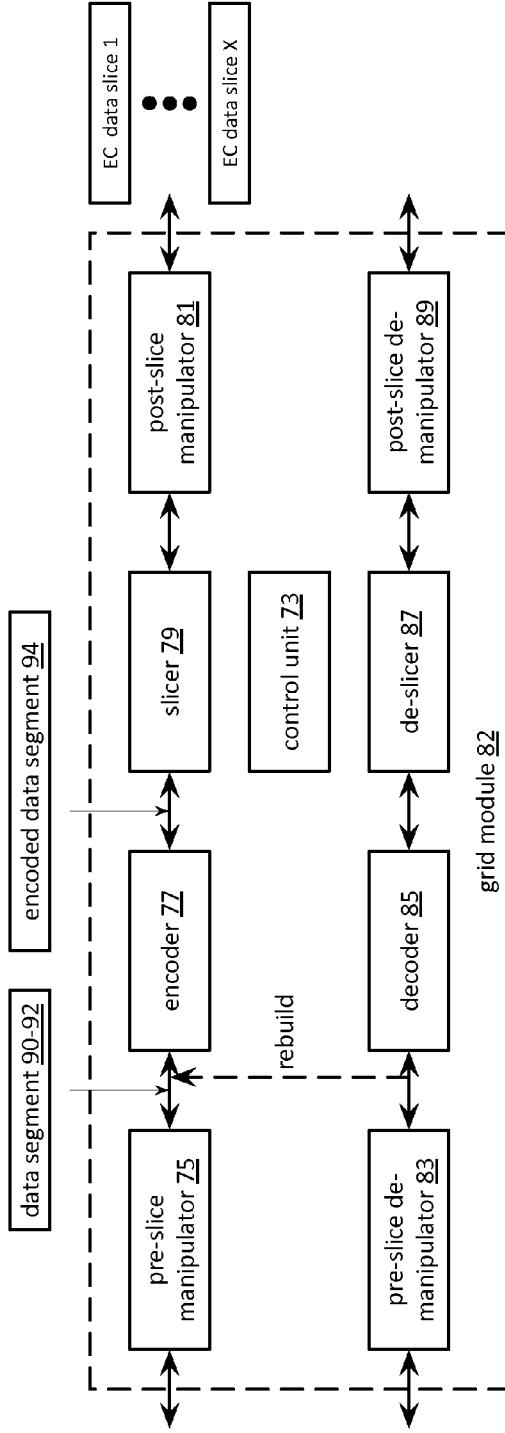 data segment 90-92
encoded data segment 94
EC data slice 1
EC data slice X
pre-slice
manipulator 75
encoder 77
slicer 79
post-slice
manipulator 81
rebuild
control unit 73
pre-slice de-
manipulator 83
decoder 85
de-slicer 87
post-slice de-
manipulator 89
grid module 82